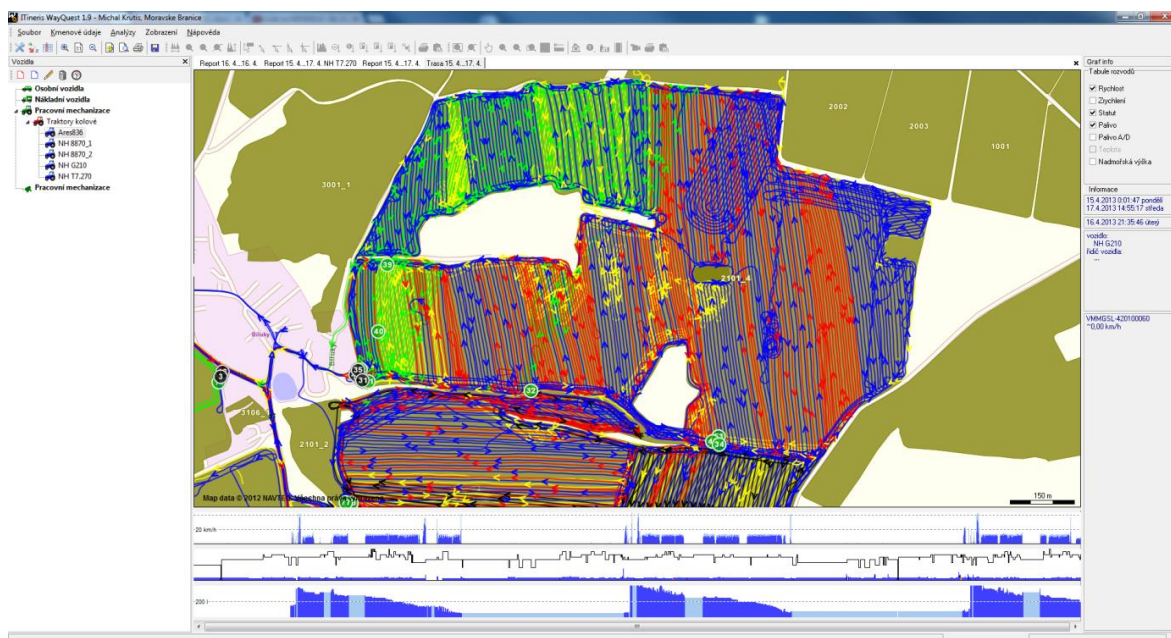 ITineris WayQuest 1.9 - Michal Krutis, Moravske Branice
Soubor Kmenové údaje Analýzy Zobrazení Nápověda
Vozidla
Osobní vozidla
Nákladní vozidla
Pracovní mechanizace
Traktory kolové
Ares836
NH 8870_1
NH 8870_2
NH G210
NH T7.270
Pracovní mechanizace
Report 16. 4...16. 4. Report 15. 4...17. 4. NH T7.270 Report 15. 4...17. 4. Trasa 15. 4...17. 4.
2002
2003
1001
3001_1
2101_4
39
40
35
31
32
34
3
3106
2101_2
Map data © 2012 NAVTEQ. Všechna práva
150 m
20 km/h
200 l
Graf info
Tabule rozvodů
Rychlost
Zrychlení
Statut
Palivo
Palivo A/D
Teplota
Nadmořská výška
Informace
15.4.2013 0:01:47 pondělí
17.4.2013 14:55:17 středa
16.4.2013 21:35:46 úterý
vozidlo:
NH G210
řidič vozidla:
---
VMMGSL-420100060
~0,00 km/h